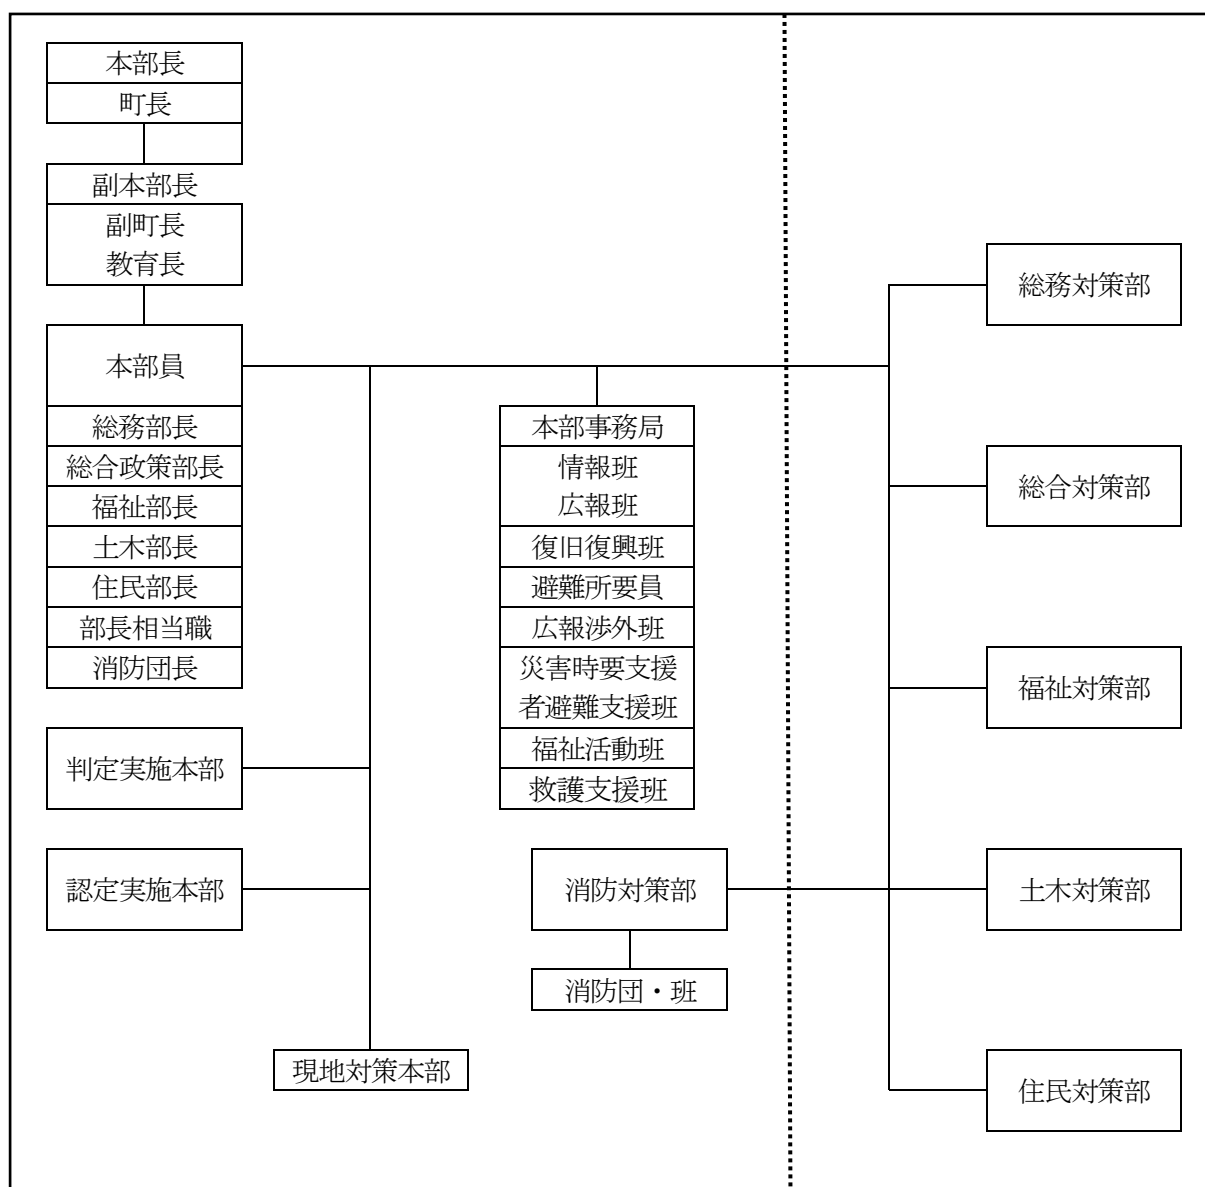 本部長
町長
副本部長
副町長
教育長
本部員
総務部長
総合政策部長
福祉部長
土木部長
住民部長
部長相当職
消防団長
判定実施本部
認定実施本部
現地対策本部
本部事務局
情報班
広報班
復旧復興班
避難所要員
広報渉外班
災害時要支援
者避難支援班
福祉活動班
救護支援班
消防対策部
消防団・班
総務対策部
総合対策部
福祉対策部
土木対策部
住民対策部